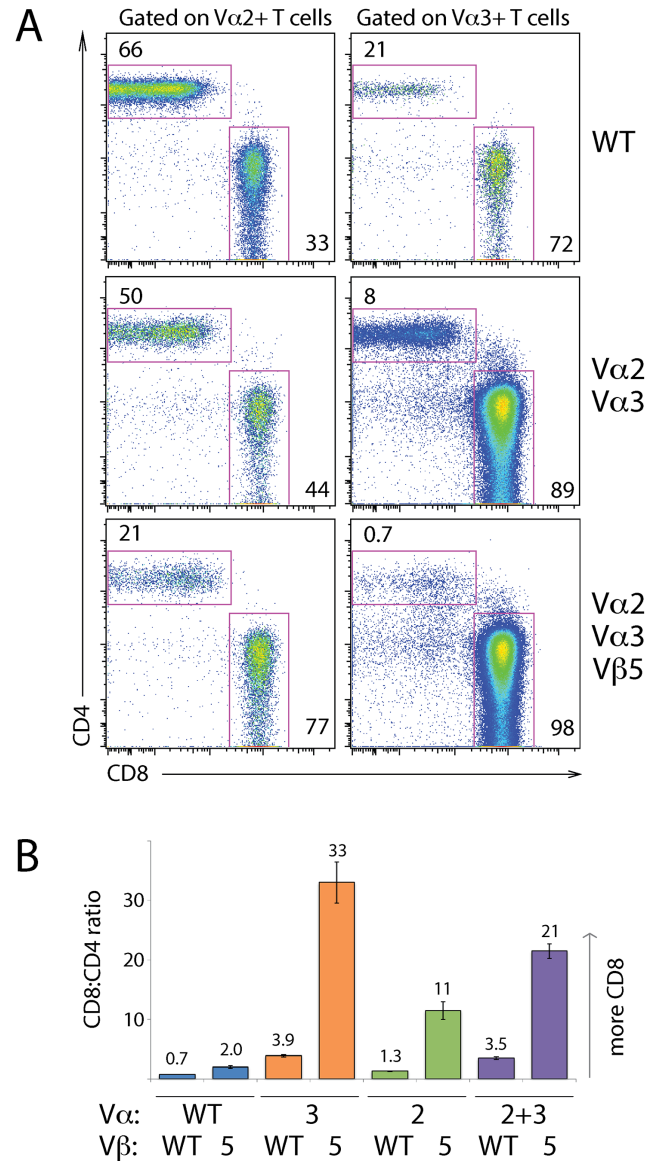 A
Gated on Vα2+ T cells
Gated on Vα3+ T cells
66
33
21
72
WT
50
44
8
89
Vα2
Vα3
21
77
0.7
98
Vα2
Vα3
Vβ5
CD4
CD8
B
CD8:CD4 ratio
30
20
10
0.7
2.0
3.9
33
1.3
11
3.5
21
more CD8
Vα: WT 3 2 2+3
Vβ: WT 5 WT 5 WT 5 WT 5